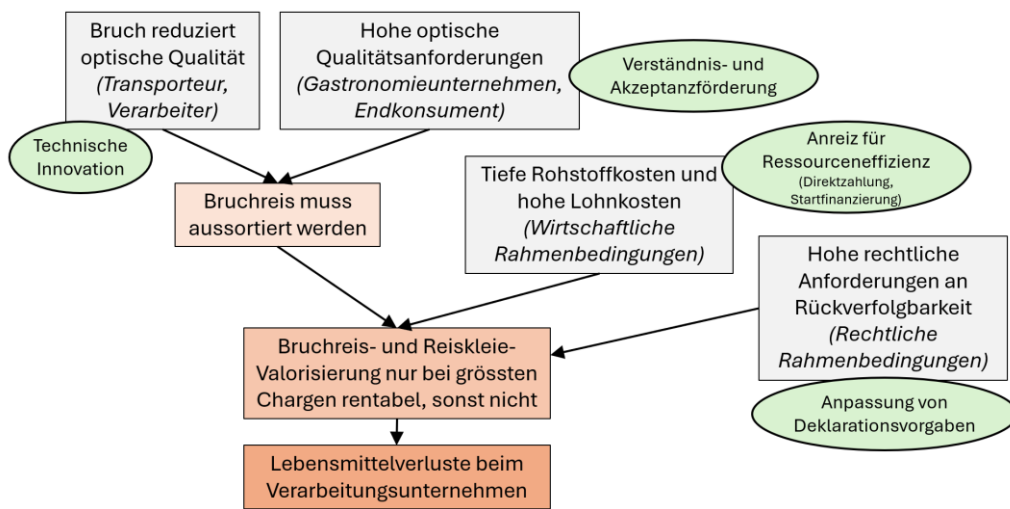 Bruch reduziert
optische Qualität
(Transporteur,
Verarbeiter)
Hohe optische
Qualitätsanforderungen
(Gastronomieunternehmen,
Endkonsument)
Verständnis- und
Akzeptanzförderung
Technische
Innovation
Anreiz für
Ressourceneffizienz
(Direktzahlung,
Startfinanzierung)
Tiefe Rohstoffkosten und
hohe Lohnkosten
(Wirtschaftliche
Rahmenbedingungen)
Bruchreis muss
aussortiert werden
Hohe rechtliche
Anforderungen an
Rückverfolgbarkeit
(Rechtliche
Rahmenbedingungen)
Bruchreis- und Reiskleie-
Valorisierung nur bei grössten
Chargen rentabel, sonst nicht
Anpassung von
Deklarationsvorgaben
Lebensmittelverluste beim
Verarbeitungsunternehmen